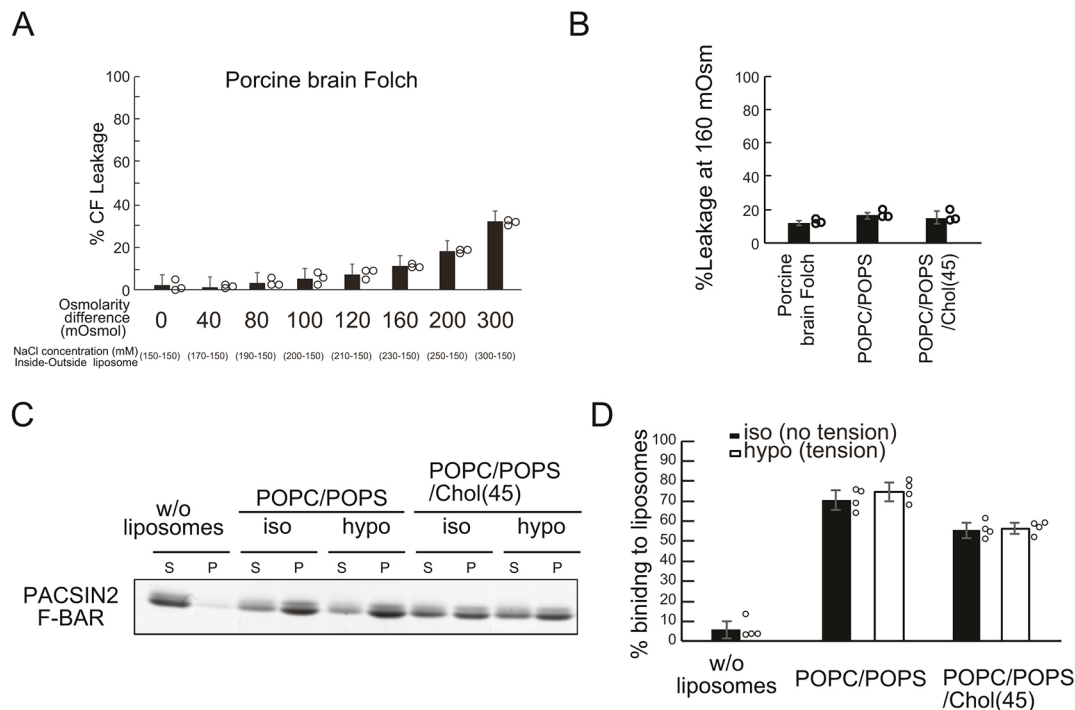 A
Porcine brain Folch
% CF Leakage
100
80
60
40
20
0
Osmolarity
difference
(mOsmol)
0 40 80 100 120 160 200 300
NaCl concentration (mM)
Inside-Outside liposome
(150-150) (170-150) (190-150) (200-150) (210-150) (230-150) (250-150) (300-150)
B
%Leakage at 160 mOsm
100
80
60
40
20
0
Porcine
brain Folch
POPC/POPS
POPC/POPS
/Chol(45)
C
w/o
liposomes
POPC/POPS
POPC/POPS
/Chol(45)
iso hypo iso hypo
S P S P S P S P S P
PACSIN2
F-BAR
D
% binidng to liposomes
iso (no tension)
hypo (tension)
100
90
80
70
60
50
40
30
20
10
0
w/o
liposomes
POPC/POPS
POPC/POPS
/Chol(45)